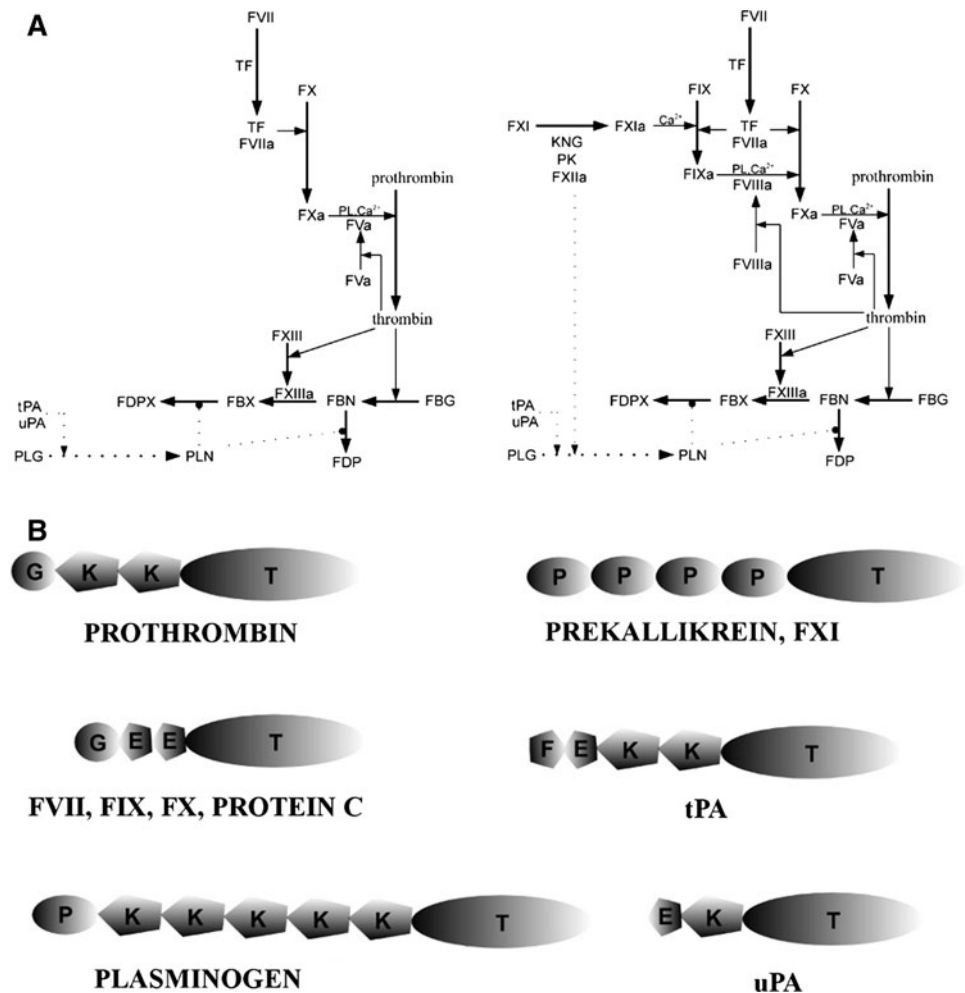 A
FVII
TF
FX
TF
FVIIa
prothrombin
FXa
PL,Ca²⁺
FVa
FVa
thrombin
FXIII
FXIIIa
FDPX
FBX
FBN
FBG
tPA
uPA
PLG
PLN
FDP
FVII
TF
FIX
FX
FXI
FXIa
Ca²⁺
TF
FVIIa
KNG
PK
FXIIa
FIXa
PL,Ca²⁺
FVIIIa
prothrombin
FXa
PL,Ca²⁺
FVa
FVIIIa
FVa
thrombin
FXIII
FXIIIa
FDPX
FBX
FBN
FBG
tPA
uPA
PLG
PLN
FDP
B
G K K T
PROTHROMBIN
P P P P T
PREKALLIKREIN, FXI
G E E T
FVII, FIX, FX, PROTEIN C
F E K K T
tPA
P K K K K K T
PLASMINOGEN
E K T
uPA